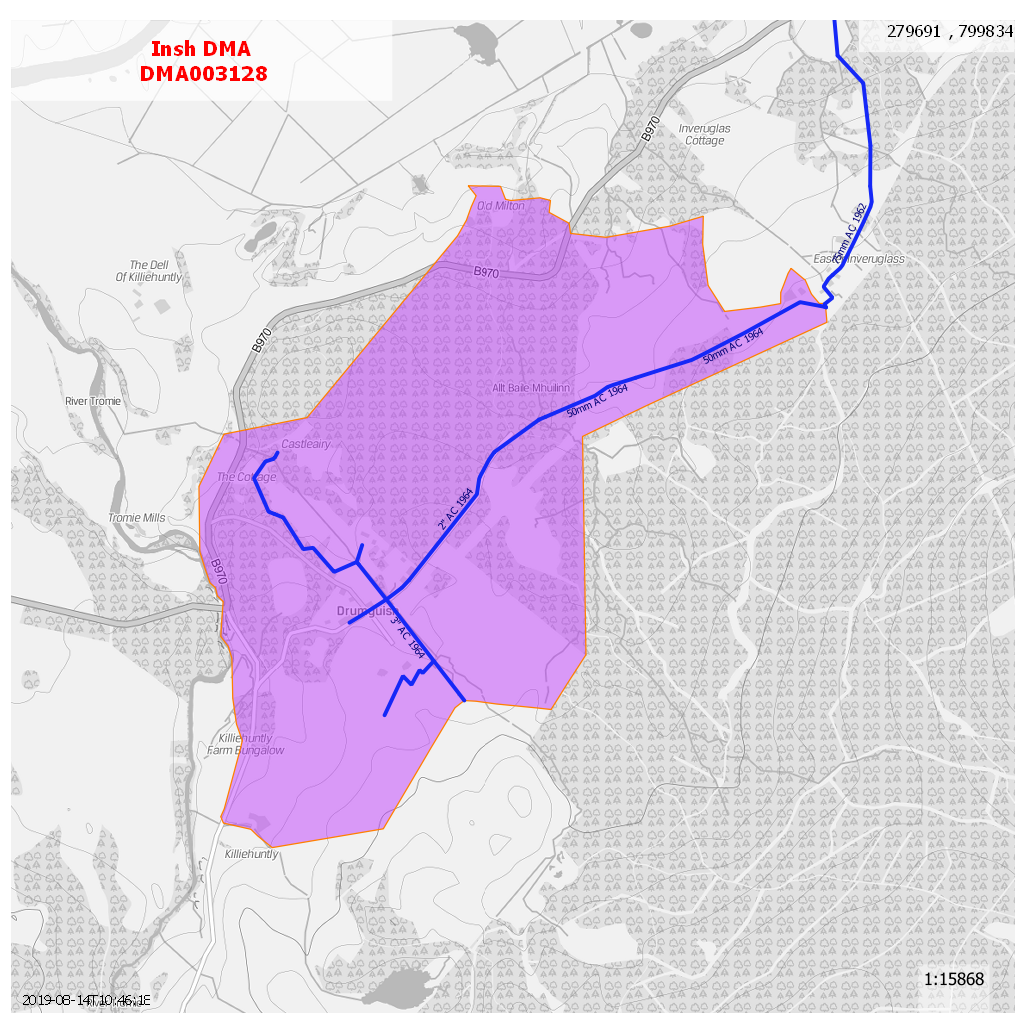 Insh DMA
DMA003128
279691 , 799834
B970
Inveruglas
Cottage
Old Milton
75mm AC 1962
East Inveruglass
The Dell
Of Killiehuntly
B970
B970
50mm AC 1964
Allt Baile Mhuilinn
50mm AC 1964
River Tromie
Castleairy
The Cottage
2" AC 1964
Tromie Mills
B970
Drumguish
3" AC 1964
Killiehuntly
Farm Bungalow
Killiehuntly
1:15868
2019-08-14T10:46:1E